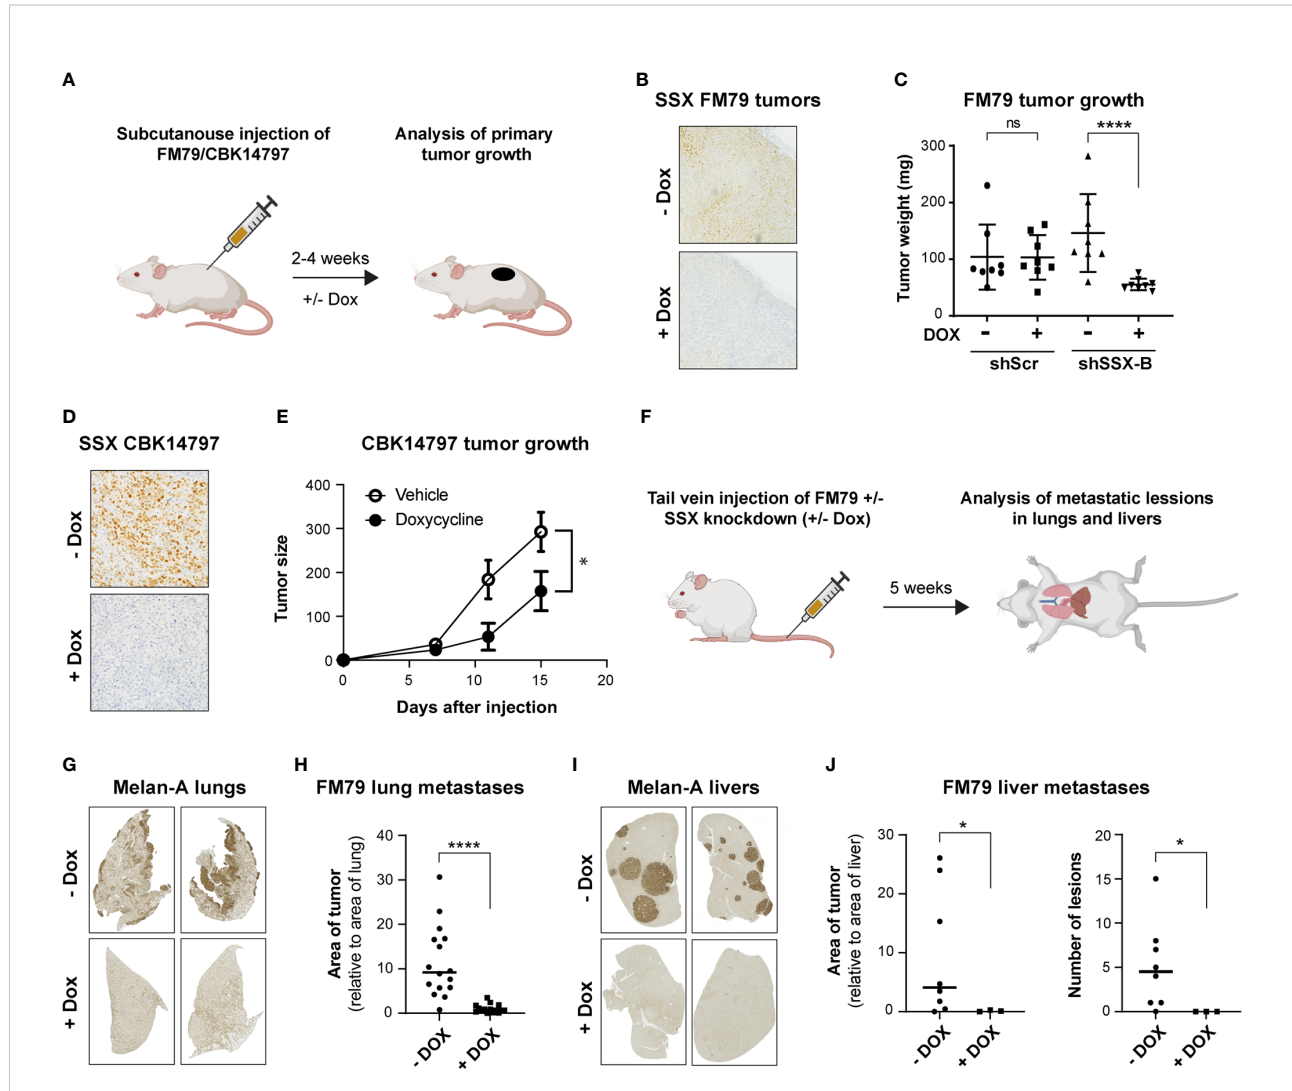 A
Subcutanouse injection of
FM79/CBK14797
2-4 weeks
+/- Dox
Analysis of primary
tumor growth
B
SSX FM79 tumors
- Dox
+ Dox
C
FM79 tumor growth
ns
****
Tumor weight (mg)
300
200
100
0
DOX - + - +
shScr shSSX-B
D
SSX CBK14797
- Dox
+ Dox
E
CBK14797 tumor growth
Vehicle
Doxycycline
*
Tumor size
400
300
200
100
0
0 5 10 15 20
Days after injection
F
Tail vein injection of FM79 +/-
SSX knockdown (+/- Dox)
5 weeks
Analysis of metastatic lessions
in lungs and livers
G
Melan-A lungs
- Dox
+ Dox
H
FM79 lung metastases
****
Area of tumor
(relative to area of lung)
40
30
20
10
0
- DOX
+ DOX
I
Melan-A livers
- Dox
+ Dox
J
FM79 liver metastases
*
Area of tumor
(relative to area of liver)
30
20
10
0
- DOX
+ DOX
*
Number of lesions
20
15
10
5
0
- DOX
+ DOX